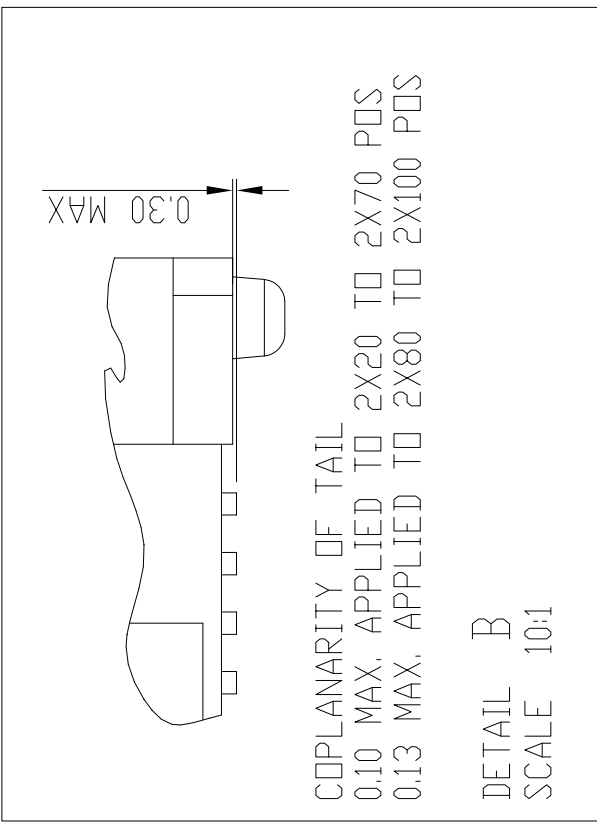 0.30 MAX
COPLANARITY OF TAIL
0.10 MAX. APPLIED TO 2X20 TO 2X70 POS
0.13 MAX. APPLIED TO 2X80 TO 2X100 POS
DETAIL B
SCALE 10:1